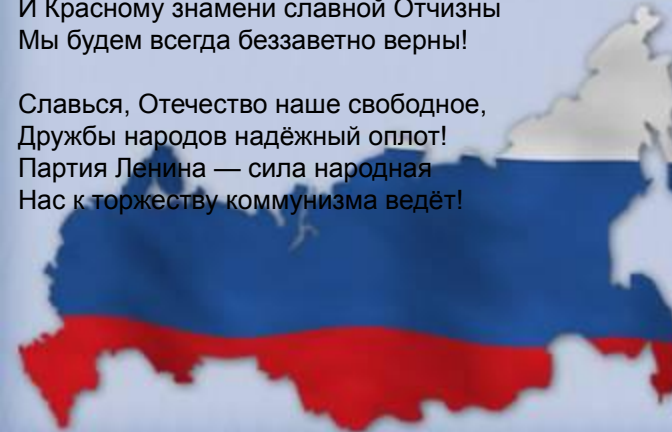 И Красному знамени славной Отчизны
Мы будем всегда беззаветно верны!
Славься, Отечество наше свободное,
Дружбы народов надёжный оплот!
Партия Ленина — сила народная
Нас к торжеству коммунизма ведёт!